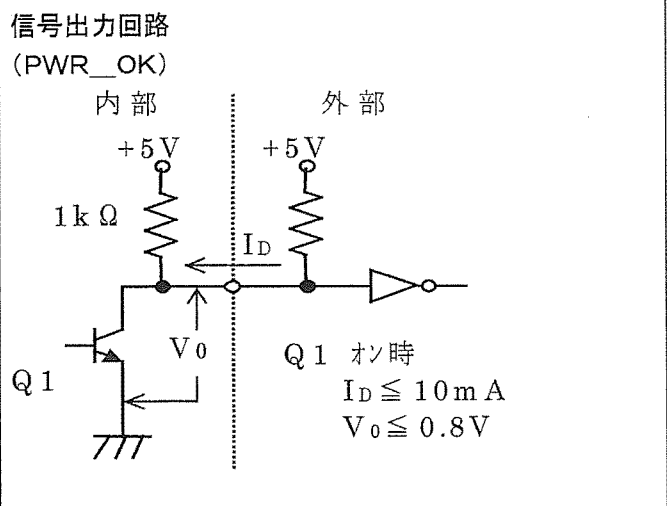 信号出力回路
(PWR__OK)
内部
外部
+5V
+5V
1kΩ
ID
V0
Q1
Q1 オン時
ID≦10mA
V0≦0.8V